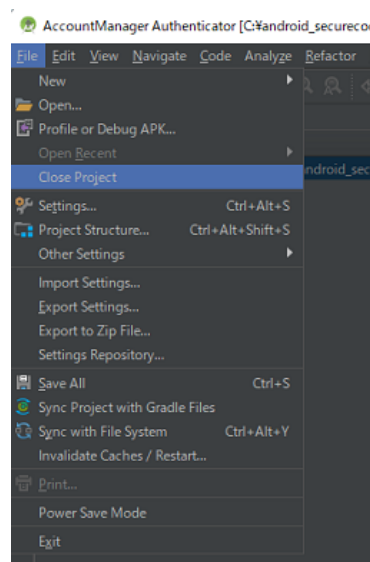 AccountManager Authenticator [C:¥android_secureco
File Edit View Navigate Code Analyze Refactor
New
Open...
ndroid_sec
Profile or Debug APK...
Open Recent
Close Project
Settings... Ctrl+Alt+S
Project Structure... Ctrl+Alt+Shift+S
Other Settings
Import Settings...
Export Settings...
Export to Zip File...
Settings Repository...
Save All Ctrl+S
Sync Project with Gradle Files
Sync with File System Ctrl+Alt+Y
Invalidate Caches / Restart...
Print...
Power Save Mode
Exit